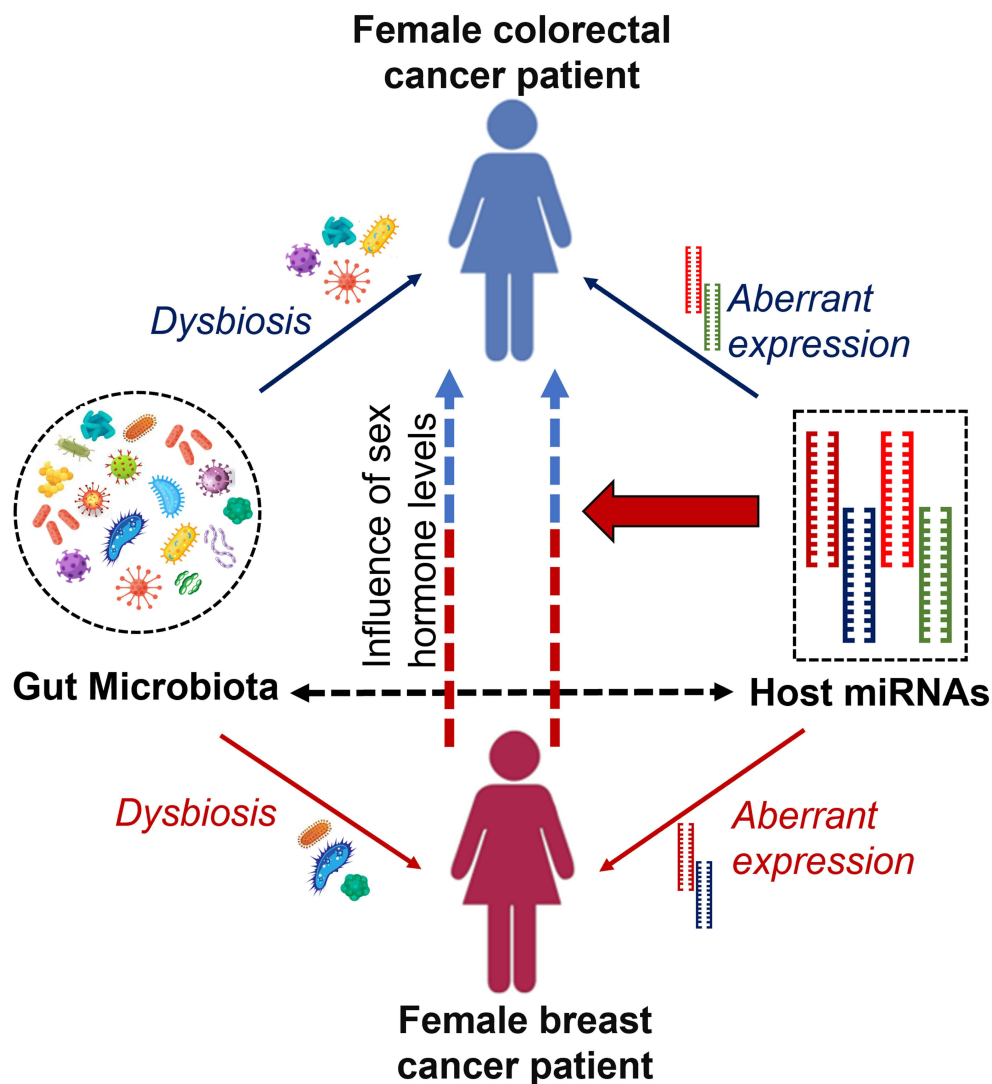 Female colorectal
cancer patient
Dysbiosis
Aberrant
expression
Influence of sex
hormone levels
Gut Microbiota
Host miRNAs
Dysbiosis
Aberrant
expression
Female breast
cancer patient